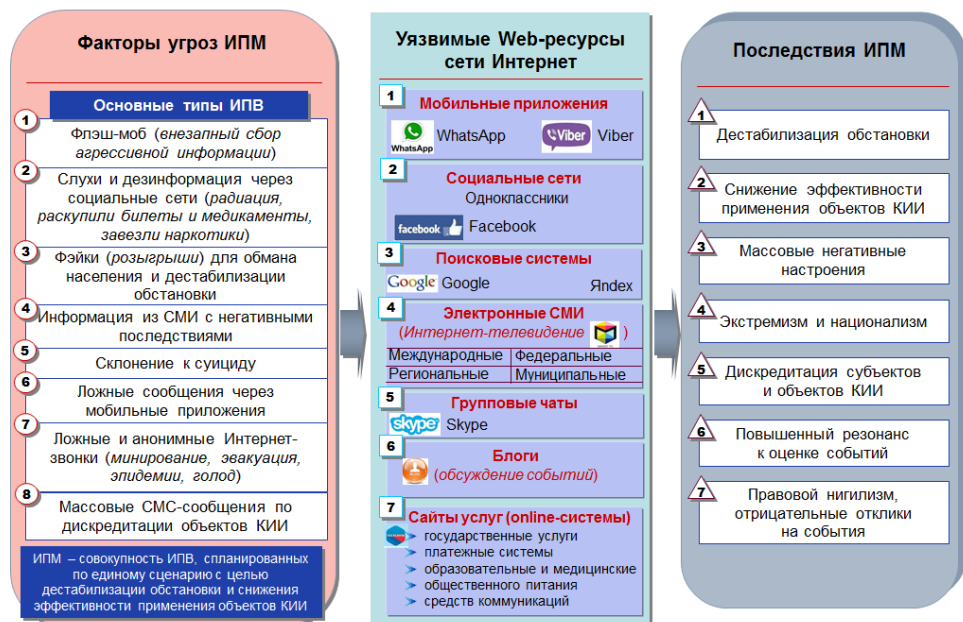 Факторы угроз ИПМ
Основные типы ИПВ
1
Флэш-моб (внезапный сбор
агрессивной информации)
2
Слухи и дезинформация через
социальные сети (радиация,
раскупили билеты и медикаменты,
завезли наркотики)
3
Фэйки (розыгрыши) для обмана
населения и дестабилизации
обстановки
4
Информация из СМИ с негативными
последствиями
5
Склонение к суициду
6
Ложные сообщения через
мобильные приложения
7
Ложные и анонимные Интернет-
звонки (минирование, эвакуация,
эпидемии, голод)
8
Массовые СМС-сообщения по
дискредитации объектов КИИ
ИПМ – совокупность ИПВ, спланированных
по единому сценарию с целью
дестабилизации обстановки и снижения
эффективности применения объектов КИИ
Уязвимые Web-ресурсы
сети Интернет
1
Мобильные приложения
WhatsApp WhatsApp Viber Viber
2
Социальные сети
Одноклассники
facebook Facebook
3
Поисковые системы
Google Google Яndex
4
Электронные СМИ
(Интернет-телевидение )
Международные Федеральные
Региональные Муниципальные
5
Групповые чаты
skype Skype
6
Блоги
(обсуждение событий)
7
Сайты услуг (online-системы)
государственные услуги
платежные системы
образовательные и медицинские
общественного питания
средств коммуникаций
Последствия ИПМ
1
Дестабилизация обстановки
2
Снижение эффективности
применения объектов КИИ
3
Массовые негативные
настроения
4
Экстремизм и национализм
5
Дискредитация субъектов
и объектов КИИ
6
Повышенный резонанс
к оценке событий
7
Правовой нигилизм,
отрицательные отклики
на события